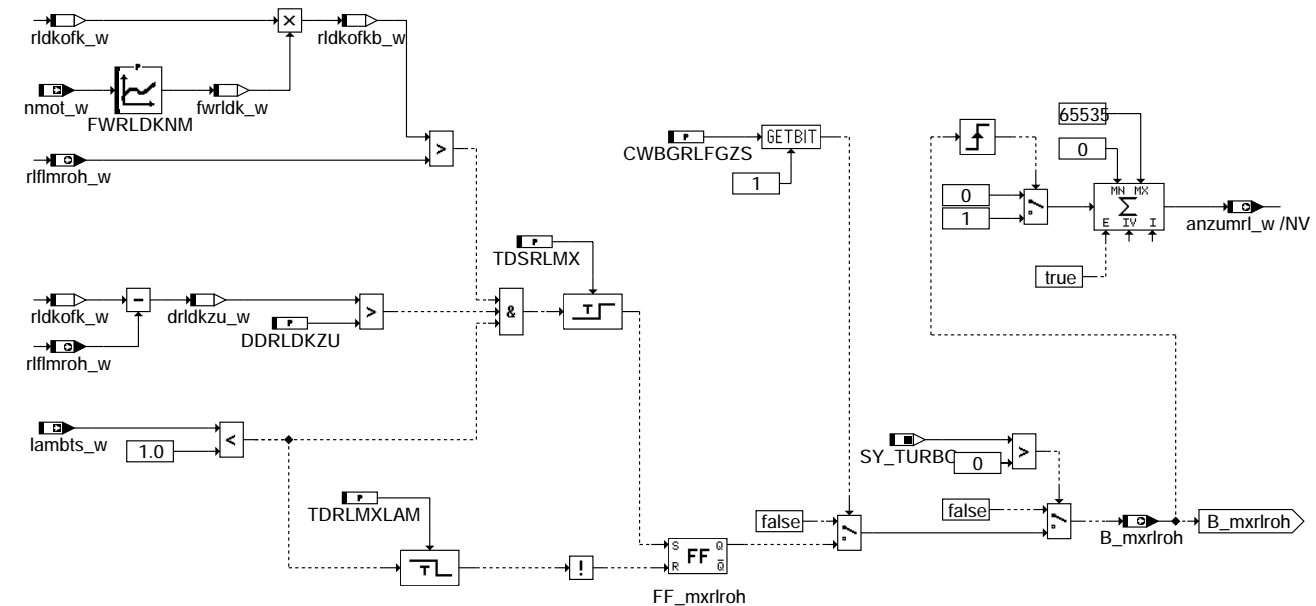 rldkofk_w
×
rldkofkb_w
P
nmot_w
fwrldk_w
FWRLDKNM
rlflmroh_w
>
P
CWBGRLFGZS
GETBIT
1
65535
0
0
1
MN MX
Σ
E IV I
anzumrl_w /NV
true
P
TDSRLMX
rldkofk_w
-
drldkzu_w
P
DDRLDKZU
>
&
T
rlflmroh_w
lambts_w
1.0
<
SY_TURBO
0
>
P
TDRLMXLAM
false
false
B_mxrlroh
B_mxrlroh
T
!
S Q
FF
R Q
FF_mxrlroh